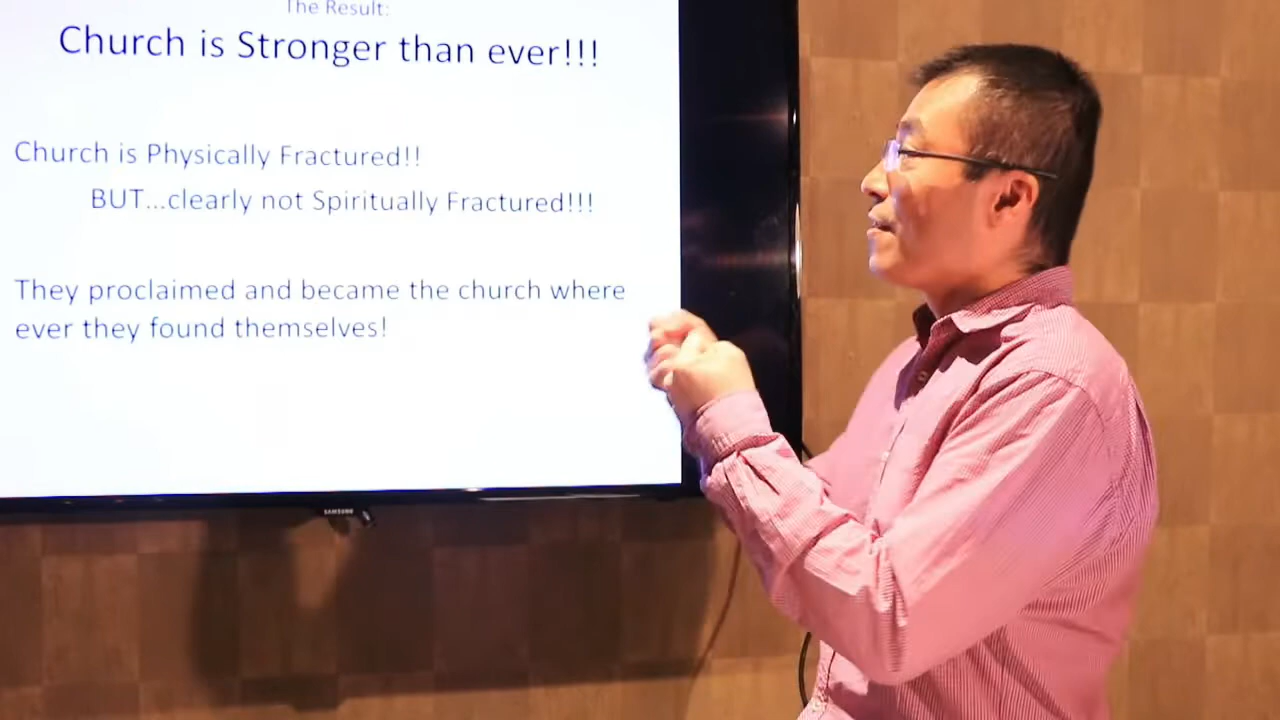 The Result:
Church is Stronger than ever!!!
Church is Physically Fractured!!
BUT...clearly not Spiritually Fractured!!!
They proclaimed and became the church where
ever they found themselves!
SAMSUNG